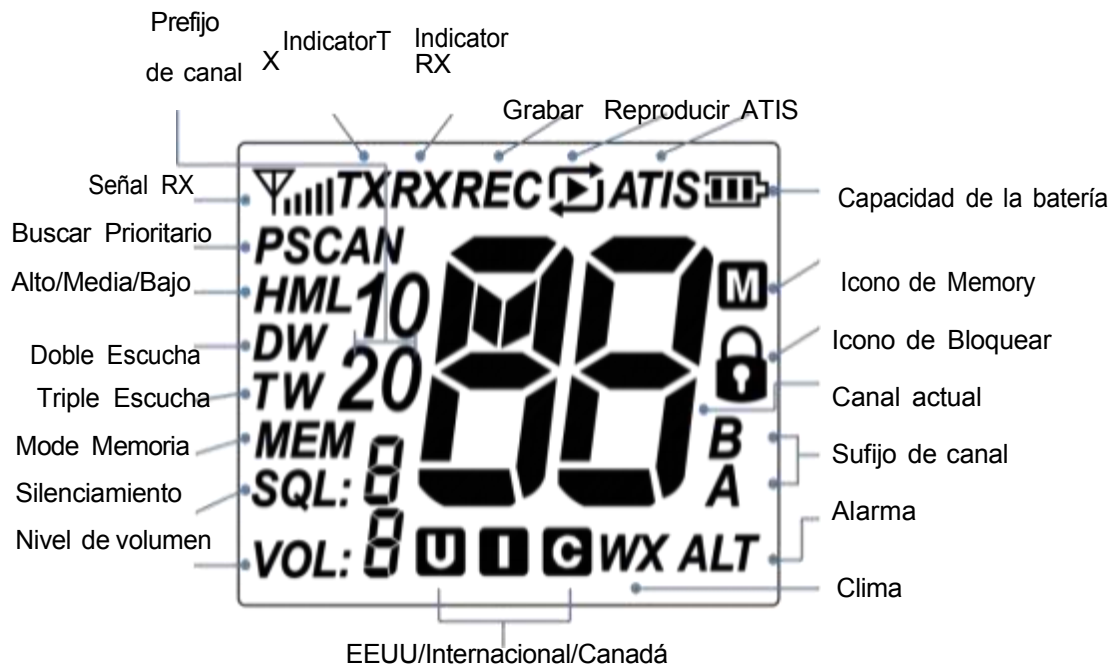 Prefijo
de canal
IndicatorT
X
Indicator
RX
Grabar Reproducir ATIS
Señal RX
TXRXREC ATIS
Capacidad de la batería
Buscar Prioritario
PSCAN
Alto/Media/Bajo
HML 10
M
Icono de Memory
Doble Escucha
DW
Icono de Bloquear
Triple Escucha
TW 20
88
Canal actual
Mode Memoria
MEM
B
A
Sufijo de canal
Silenciamiento
SQL: 8
Alarma
Nivel de volumen
VOL: 8
U I C WX ALT
Clima
EEUU/Internacional/Canadá